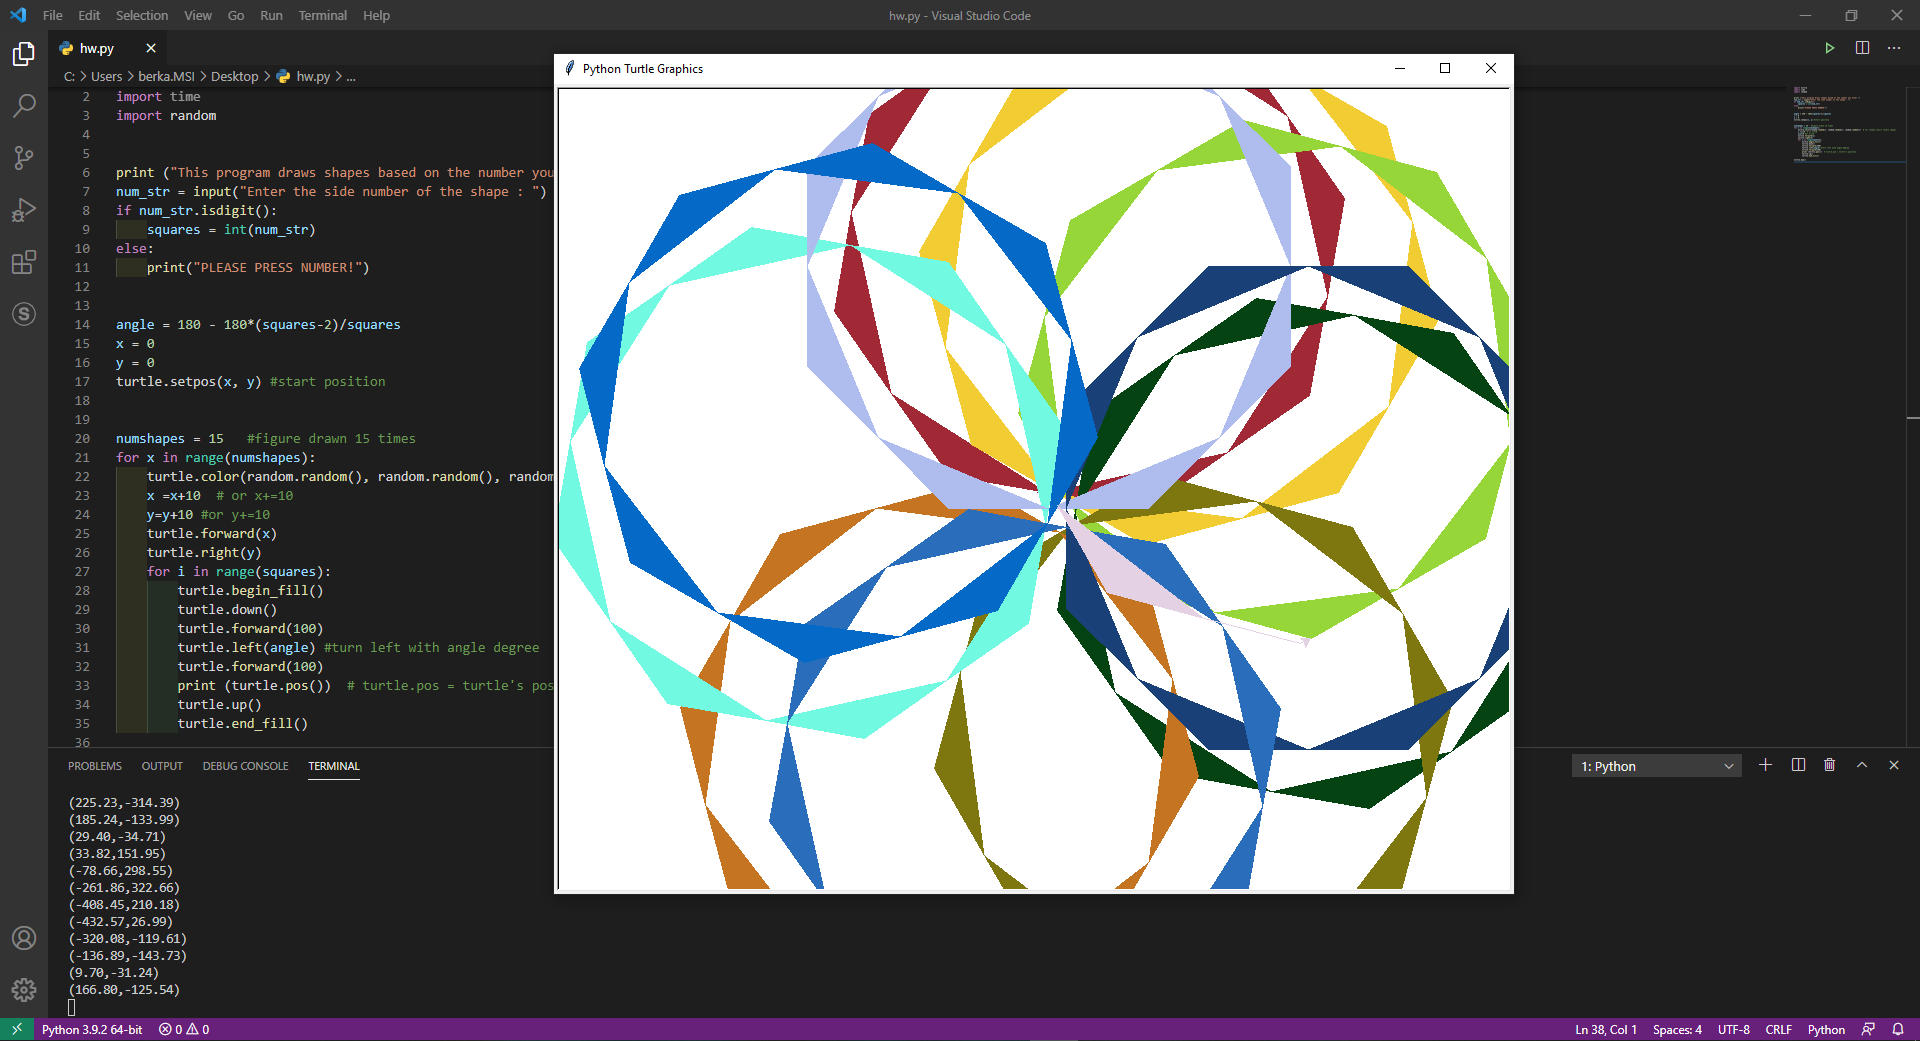 File Edit Selection View Go Run Terminal Help
hw.py - Visual Studio Code
hw.py
C: > Users > berka.MSI > Desktop > hw.py > ...
Python Turtle Graphics
2 import time
3 import random
4
5
6 print ("This program draws shapes based on the number you
7 num_str = input("Enter the side number of the shape : ")
8 if num_str.isdigit():
9 squares = int(num_str)
10 else:
11 print("PLEASE PRESS NUMBER!")
12
13
14 angle = 180 - 180*(squares-2)/squares
15 x = 0
16 y = 0
17 turtle.setpos(x, y) #start position
18
19
20 numshapes = 15 #figure drawn 15 times
21 for x in range(numshapes):
22 turtle.color(random.random(), random.random(), random
23 x =x+10 # or x+=10
24 y=y+10 #or y+=10
25 turtle.forward(x)
26 turtle.right(y)
27 for i in range(squares):
28 turtle.begin_fill()
29 turtle.down()
30 turtle.forward(100)
31 turtle.left(angle) #turn left with angle degree
32 turtle.forward(100)
33 print (turtle.pos()) # turtle.pos = turtle's pos
34 turtle.up()
35 turtle.end_fill()
36
PROBLEMS OUTPUT DEBUG CONSOLE TERMINAL
1: Python
(225.23,-314.39)
(185.24,-133.99)
(29.40,-34.71)
(33.82,151.95)
(-78.66,298.55)
(-261.86,322.66)
(-408.45,210.18)
(-432.57,26.99)
(-320.08,-119.61)
(-136.89,-143.73)
(9.70,-31.24)
(166.80,-125.54)
Python 3.9.2 64-bit 0 0
Ln 38, Col 1 Spaces: 4 UTF-8 CRLF Python